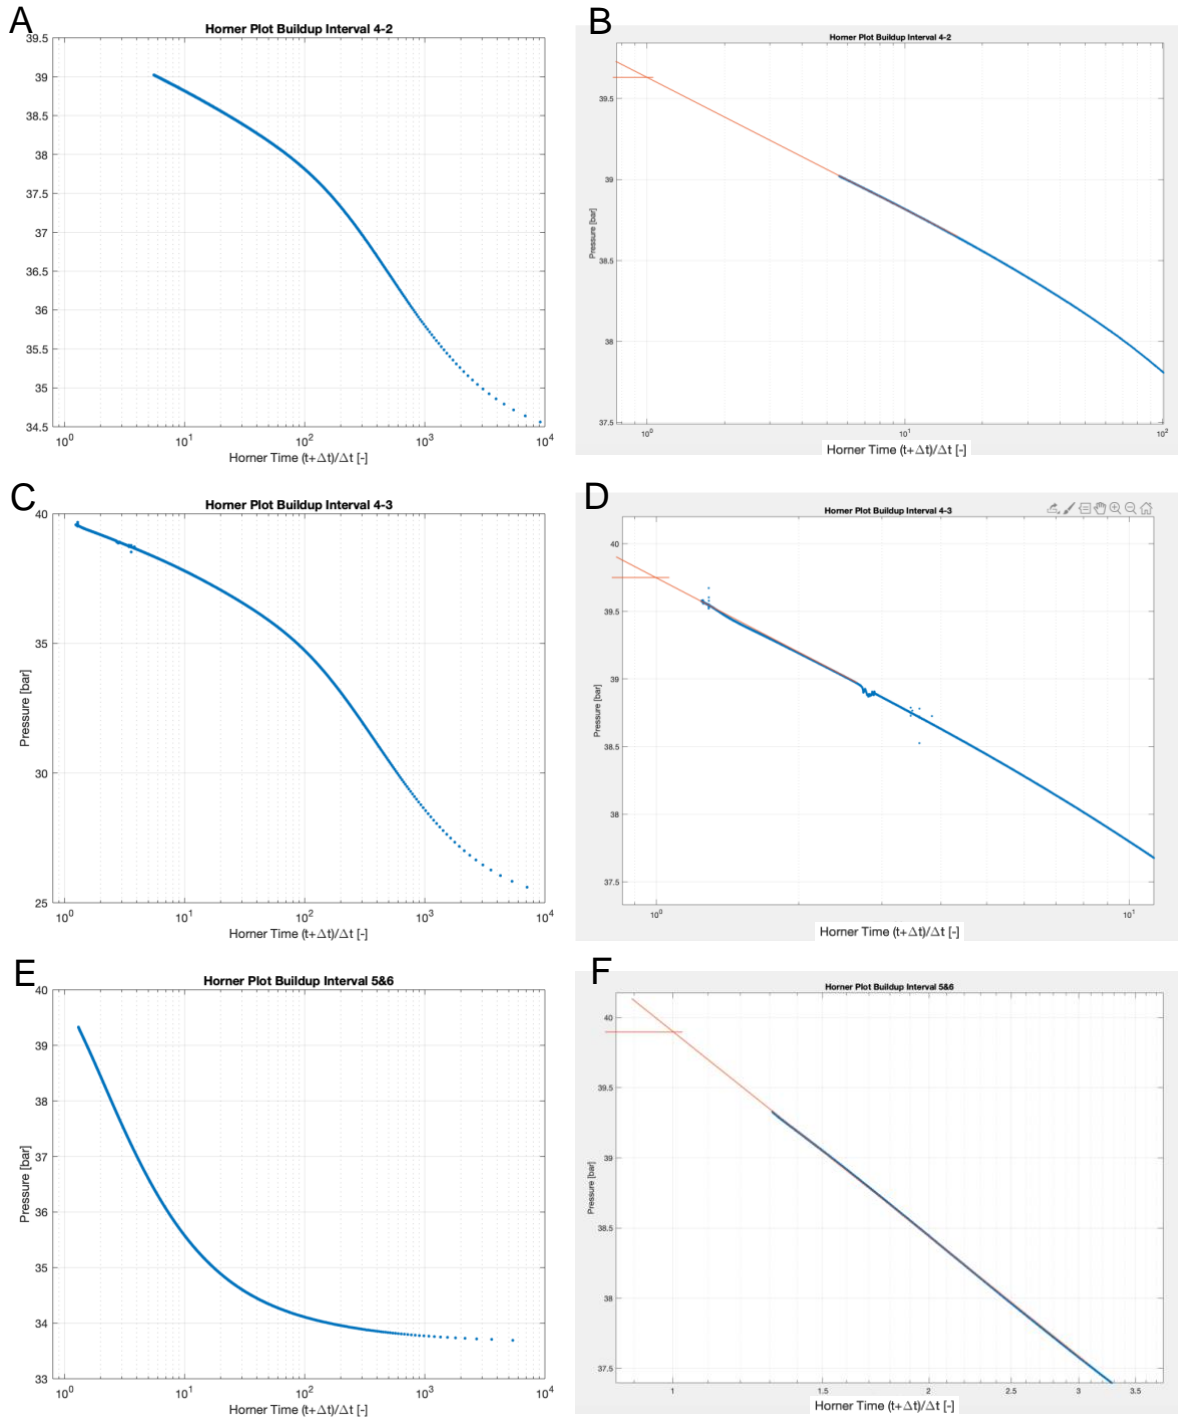 A
Horner Plot Buildup Interval 4-2
39.5
39
38.5
38
37.5
37
36.5
36
35.5
35
34.5
10^0
10^1
10^2
10^3
10^4
Horner Time (t+Δt)/Δt [-]
B
Horner Plot Buildup Interval 4-2
Pressure [bar]
39.5
39
38.5
38
37.5
10^0
10^1
10^2
Horner Time (t+Δt)/Δt [-]
C
Horner Plot Buildup Interval 4-3
Pressure [bar]
40
35
30
25
10^0
10^1
10^2
10^3
10^4
Horner Time (t+Δt)/Δt [-]
D
Horner Plot Buildup Interval 4-3
Pressure [bar]
40
39.5
39
38.5
38
37.5
10^0
10^1
Horner Time (t+Δt)/Δt [-]
E
Horner Plot Buildup Interval 5&6
Pressure [bar]
40
39
38
37
36
35
34
33
10^0
10^1
10^2
10^3
10^4
Horner Time (t+Δt)/Δt [-]
F
Horner Plot Buildup Interval 5&6
Pressure [bar]
40
39.5
39
38.5
38
37.5
1
1.5
2
2.5
3
3.5
Horner Time (t+Δt)/Δt [-]